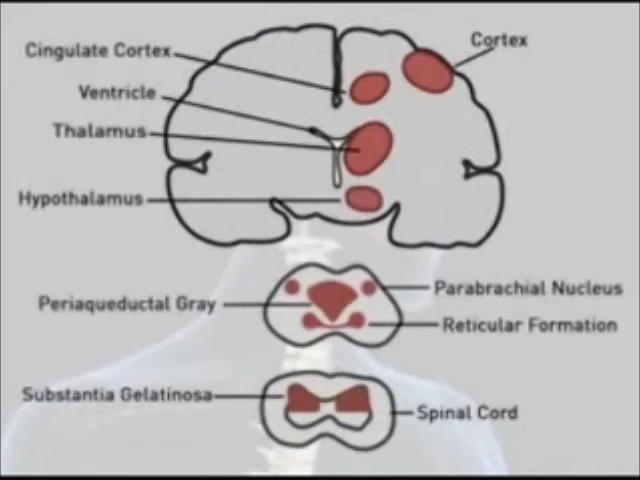 Cortex
Cingulate Cortex
Ventricle
Thalamus
Hypothalamus
Parabrachial Nucleus
Periaqueductal Gray
Reticular Formation
Substantia Gelatinosa
Spinal Cord